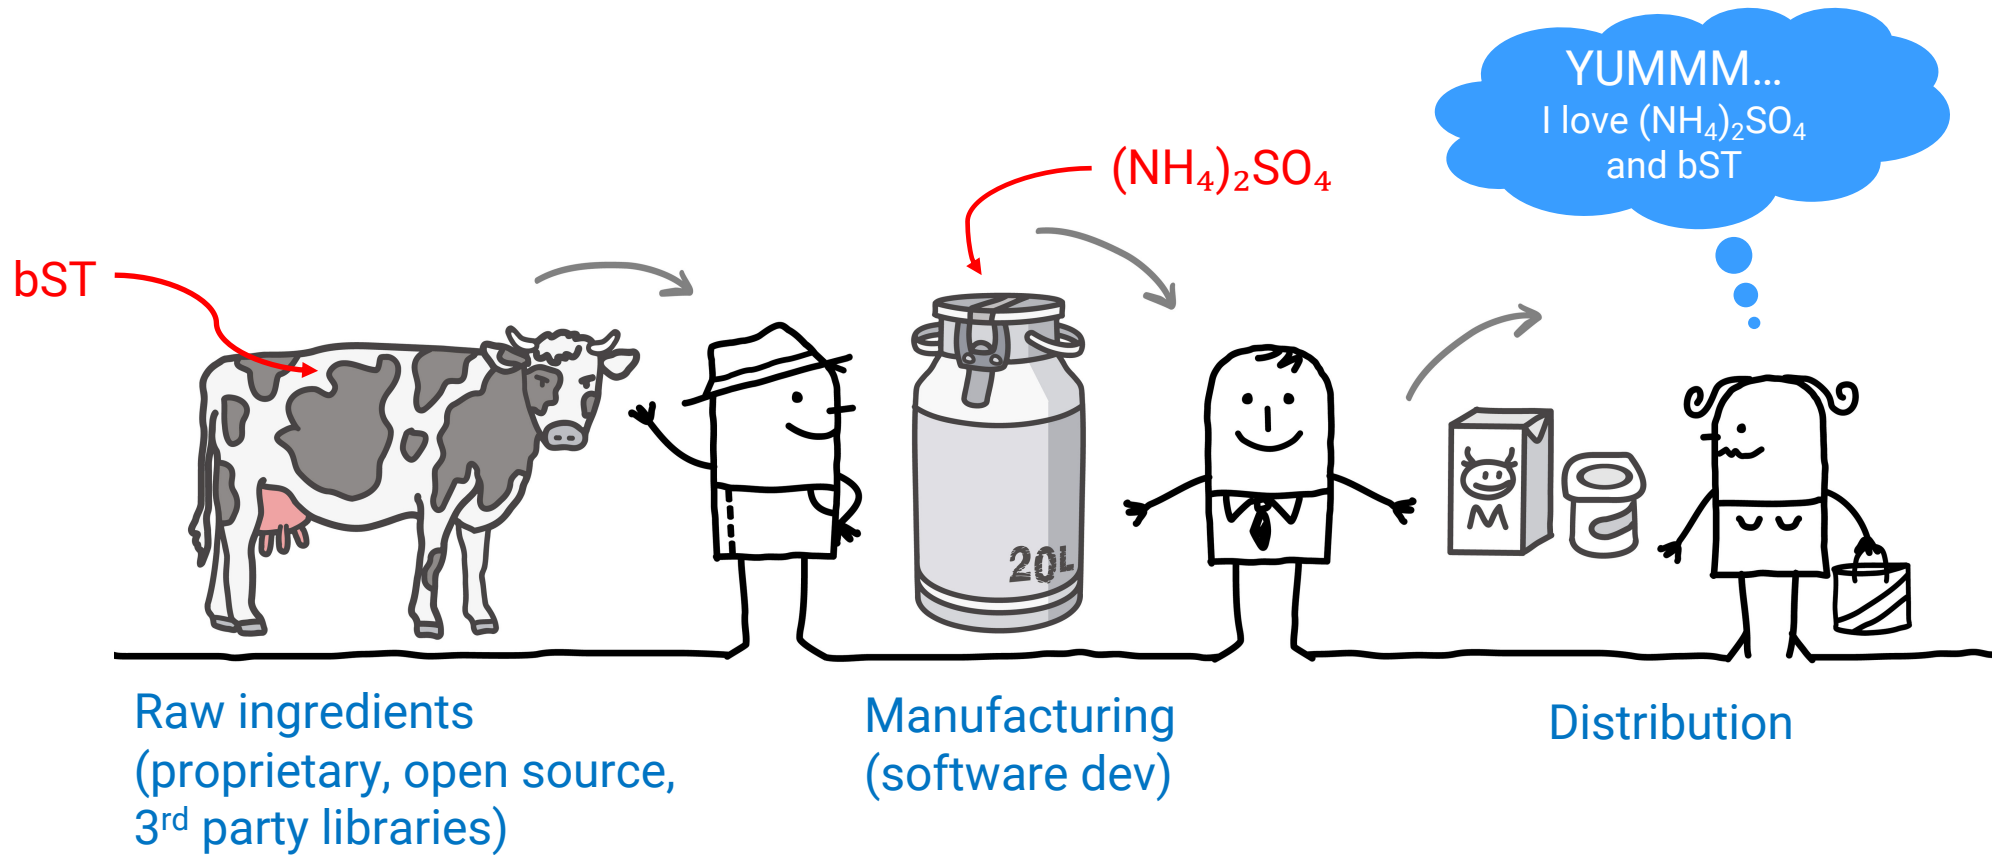 YUMMM...
I love (NH₄)₂SO₄
and bST
(NH₄)₂SO₄
bST
20L
M
Raw ingredients
(proprietary, open source,
3rd party libraries)
Manufacturing
(software dev)
Distribution